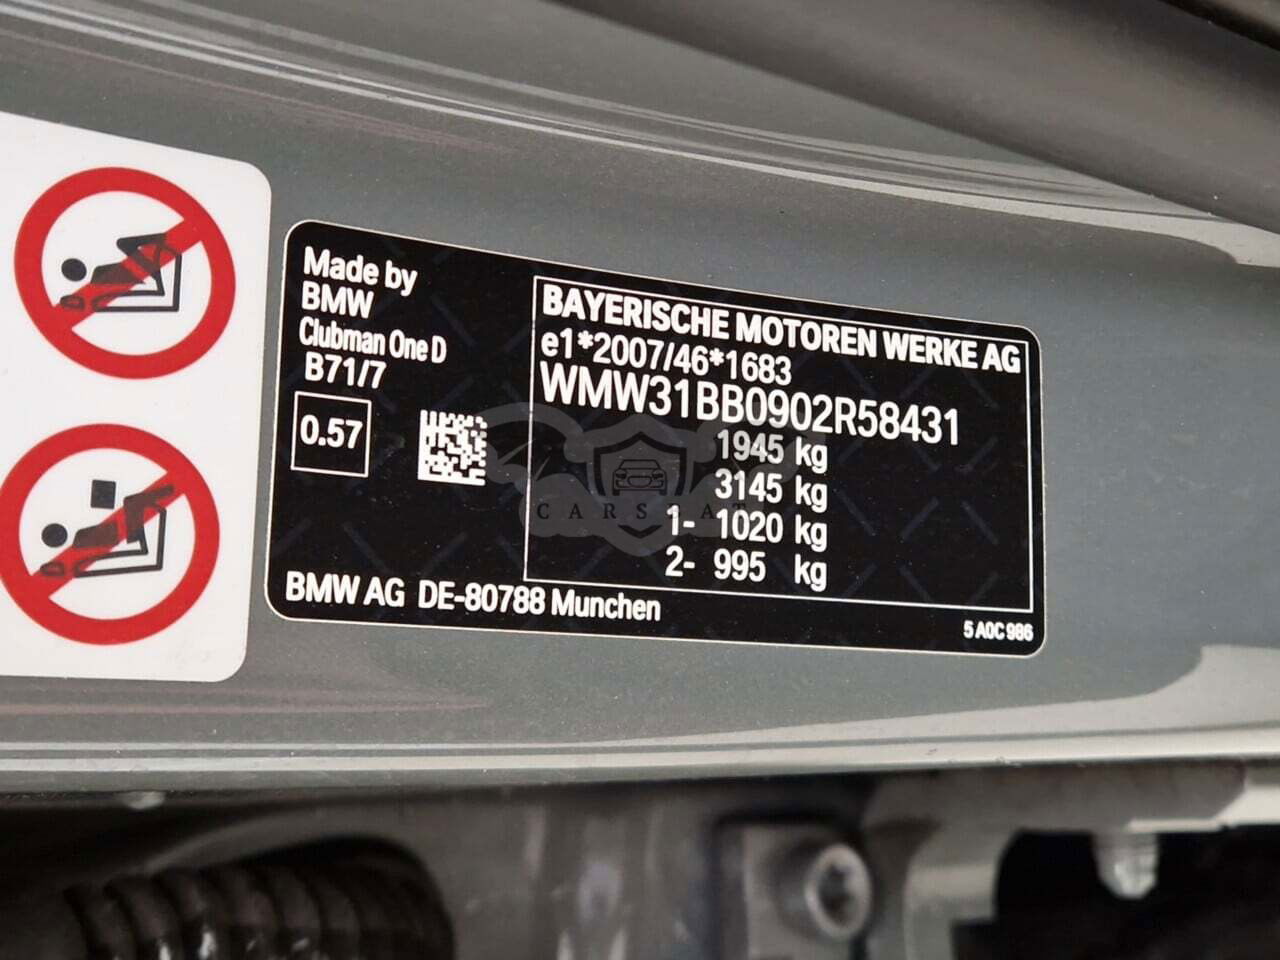 Made by
BMW
Clubman One D
B71/7
0.57
BAYERISCHE MOTOREN WERKE AG
e1*2007/46*1683
WMW31BB0902R58431
1945 kg
3145 kg
1- 1020 kg
2- 995 kg
BMW AG DE-80788 Munchen
5 A0C 986